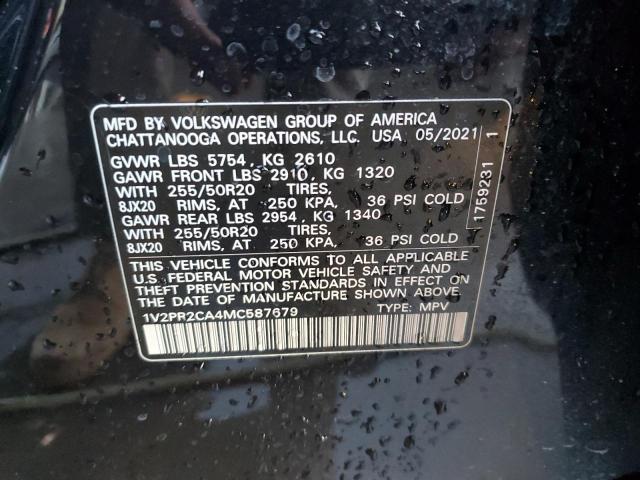 MFD BY VOLKSWAGEN GROUP OF AMERICA
CHATTANOOGA OPERATIONS, LLC. USA 05/2021
GVWR LBS 5754, KG 2610
GAWR FRONT LBS 2910, KG 1320
WITH 255/50R20 TIRES,
8JX20 RIMS, AT 250 KPA, 36 PSI COLD
GAWR REAR LBS 2954, KG 1340
WITH 255/50R20 TIRES,
8JX20 RIMS, AT 250 KPA, 36 PSI COLD
THIS VEHICLE CONFORMS TO ALL APPLICABLE
U.S. FEDERAL MOTOR VEHICLE SAFETY AND
THEFT PREVENTION STANDARDS IN EFFECT ON
THE DATE OF MANUFACTURE SHOWN ABOVE.
1V2PR2CA4MC587679 TYPE: MPV
1759231 1